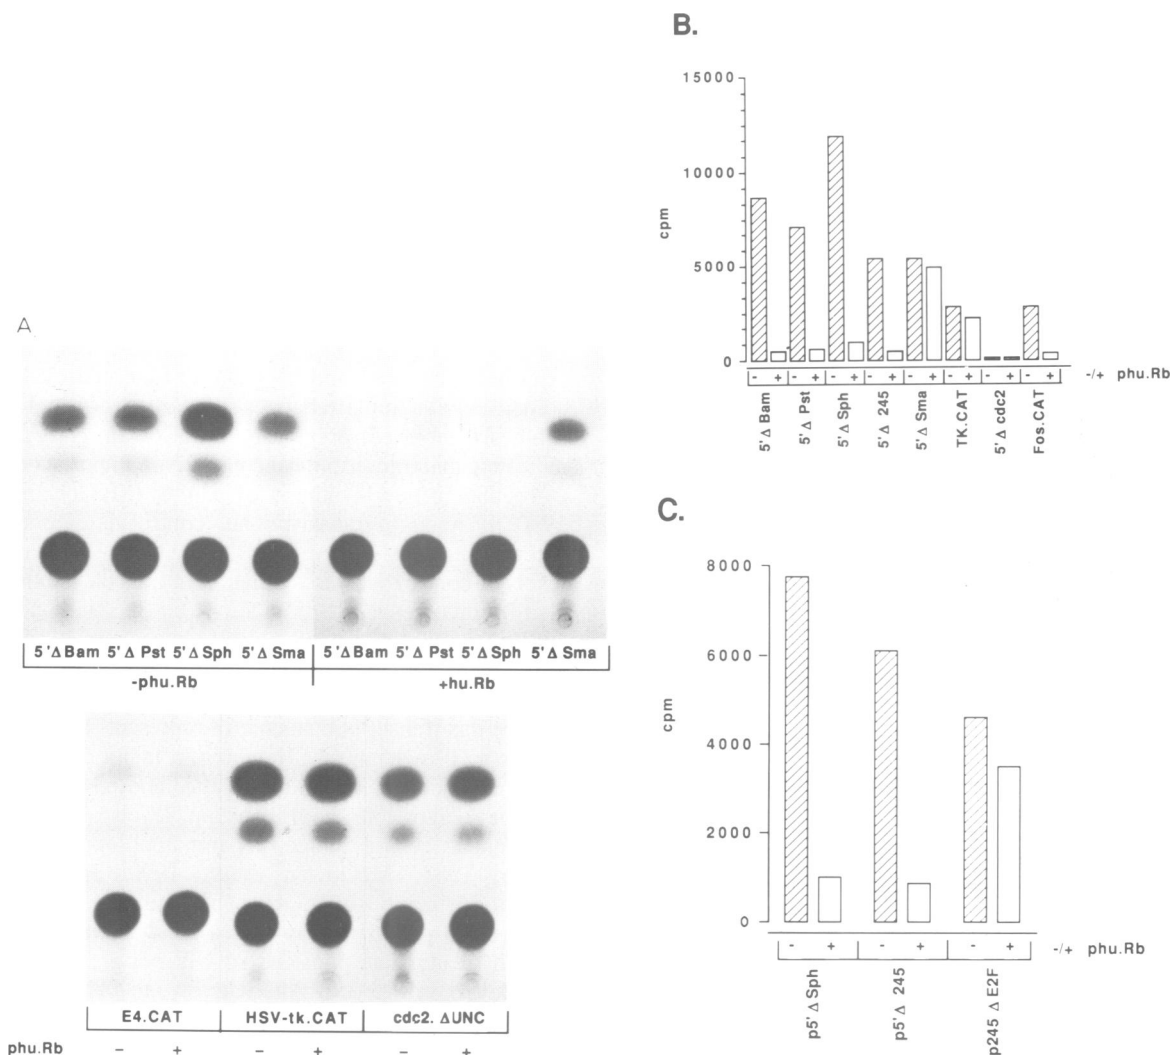 A
5'Δ Bam 5'Δ Pst 5'Δ Sph 5'Δ Sma 5'Δ Bam 5'Δ Pst 5'Δ Sph 5'Δ Sma
-phu.Rb +hu.Rb
E4.CAT HSV-tk.CAT cdc2. ΔUNC
phu.Rb - + - + - +
B.
15000
10000
5000
0
cpm
- + - + - + - + - + - + - + - + -/+ phu.Rb
5'Δ Bam
5'Δ Pst
5'Δ Sph
5'Δ 245
5'Δ Sma
TK.CAT
5'Δ cdc2
Fos.CAT
C.
8000
6000
4000
2000
0
cpm
- + - + - + -/+ phu.Rb
p5'Δ Sph
p5'Δ 245
p245 Δ E2F